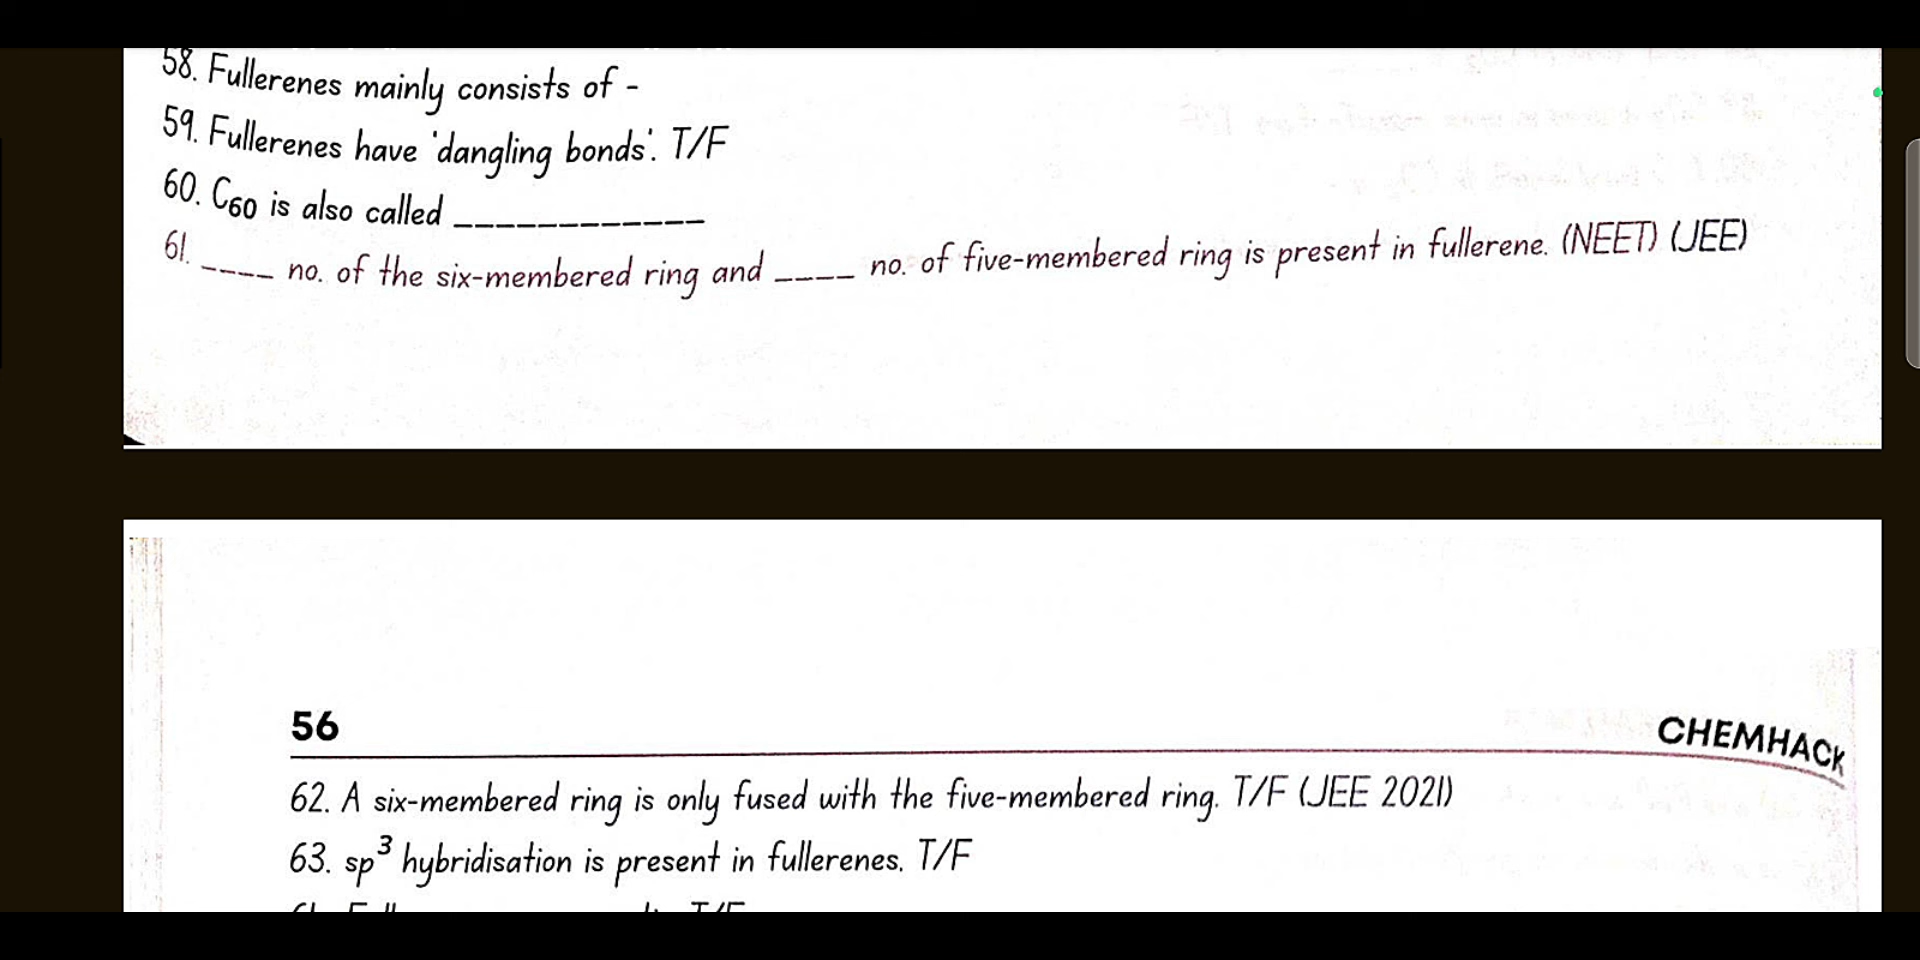 58. Fullerenes mainly consists of -
59. Fullerenes have 'dangling bonds'. T/F
60. C₆₀ is also called ____________
61. ____ no. of the six-membered ring and ____ no. of five-membered ring is present in fullerene. (NEET) (JEE)
56
CHEMHACK
62. A six-membered ring is only fused with the five-membered ring. T/F (JEE 2021)
63. sp³ hybridisation is present in fullerenes. T/F